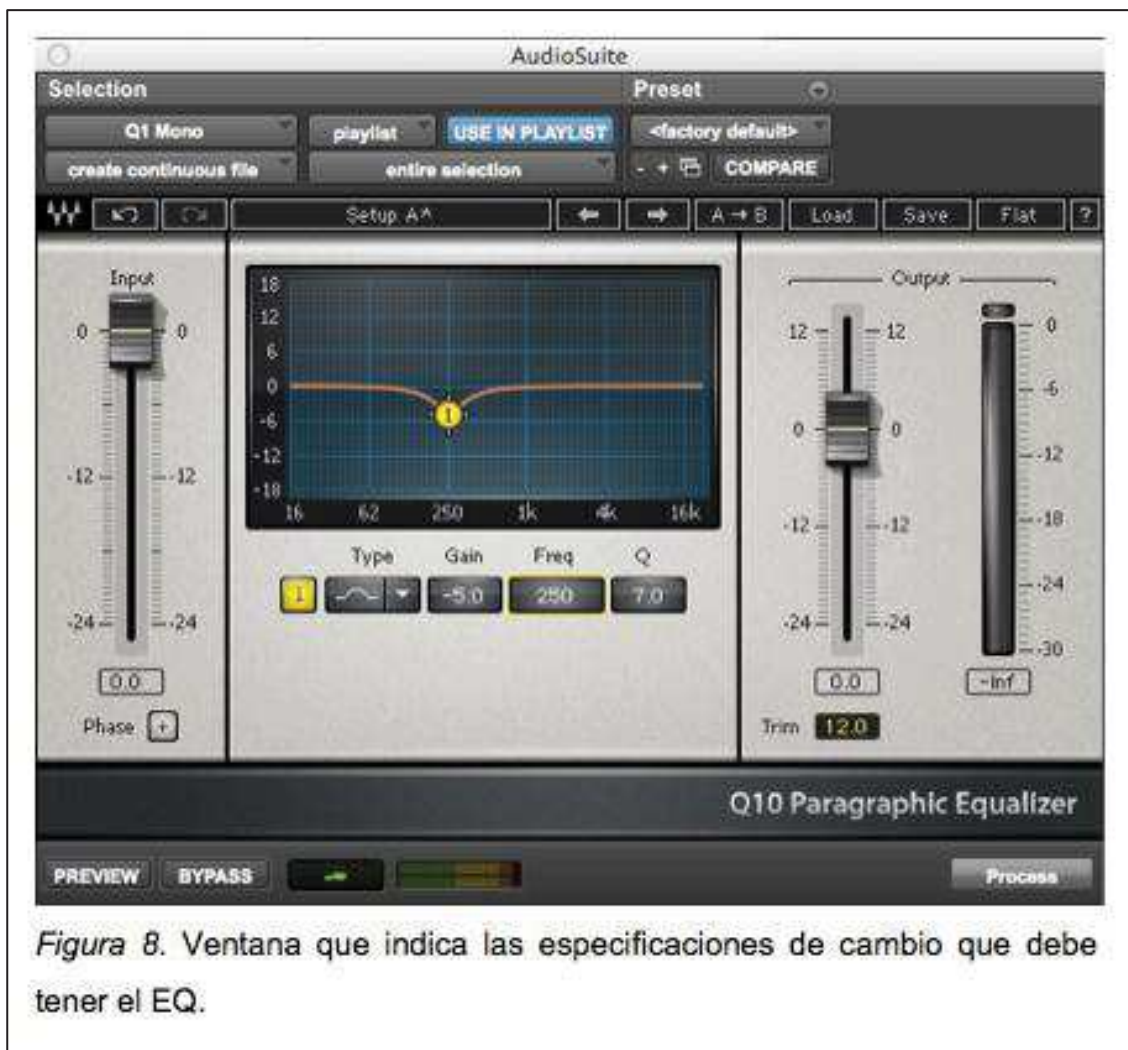 AudioSuite
Selection Preset
Q1 Mono playlist USE IN PLAYLIST <factory default>
create continuous file entire selection - + COMPARE
Setup A* A → B Load Save Flat ?
Input Output
18
12
6
0
-6
-12
-18
16 62 250 1k 4k 16k
1
0 0
-12 -12
-24 -24
0.0
Phase +
Type Gain Freq Q
1 -5.0 250 7.0
12 12
0 0
-12 -12
-24 -24
0.0
Trim 12.0
0
-6
-12
-18
-24
-30
-Inf
Q10 Paragraphic Equalizer
PREVIEW BYPASS Process
Figura 8. Ventana que indica las especificaciones de cambio que debe
tener el EQ.